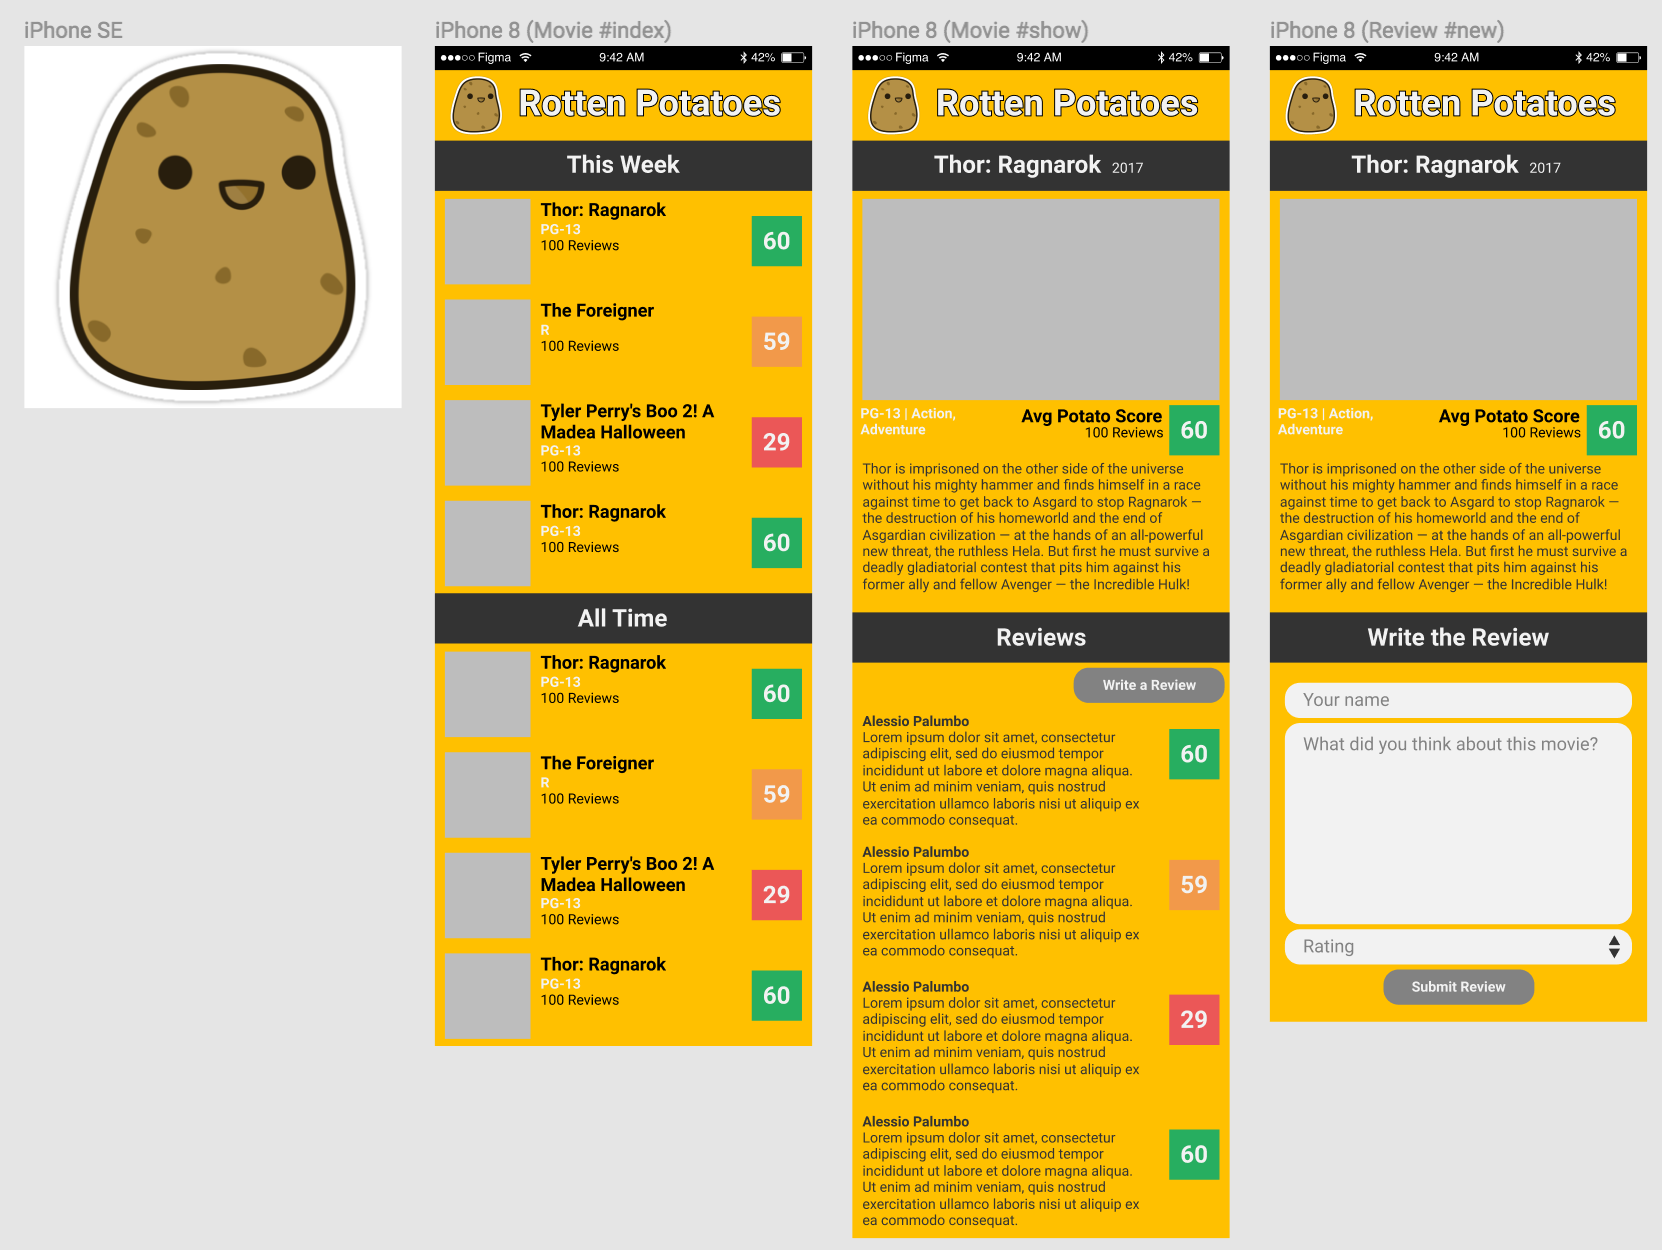 iPhone SE
iPhone 8 (Movie #index)
Figma 9:42 AM 42%
Rotten Potatoes
This Week
Thor: Ragnarok
PG-13
100 Reviews
60
The Foreigner
R
100 Reviews
59
Tyler Perry's Boo 2! A
Madea Halloween
PG-13
100 Reviews
29
Thor: Ragnarok
PG-13
100 Reviews
60
All Time
Thor: Ragnarok
PG-13
100 Reviews
60
The Foreigner
R
100 Reviews
59
Tyler Perry's Boo 2! A
Madea Halloween
PG-13
100 Reviews
29
Thor: Ragnarok
PG-13
100 Reviews
60
iPhone 8 (Movie #show)
Figma 9:42 AM 42%
Rotten Potatoes
Thor: Ragnarok 2017
PG-13 | Action,
Adventure
Avg Potato Score
100 Reviews
60
Thor is imprisoned on the other side of the universe
without his mighty hammer and finds himself in a race
against time to get back to Asgard to stop Ragnarok —
the destruction of his homeworld and the end of
Asgardian civilization — at the hands of an all-powerful
new threat, the ruthless Hela. But first he must survive a
deadly gladiatorial contest that pits him against his
former ally and fellow Avenger — the Incredible Hulk!
Reviews
Write a Review
Alessio Palumbo
Lorem ipsum dolor sit amet, consectetur
adipiscing elit, sed do eiusmod tempor
incididunt ut labore et dolore magna aliqua.
Ut enim ad minim veniam, quis nostrud
exercitation ullamco laboris nisi ut aliquip ex
ea commodo consequat.
60
Alessio Palumbo
Lorem ipsum dolor sit amet, consectetur
adipiscing elit, sed do eiusmod tempor
incididunt ut labore et dolore magna aliqua.
Ut enim ad minim veniam, quis nostrud
exercitation ullamco laboris nisi ut aliquip ex
ea commodo consequat.
59
Alessio Palumbo
Lorem ipsum dolor sit amet, consectetur
adipiscing elit, sed do eiusmod tempor
incididunt ut labore et dolore magna aliqua.
Ut enim ad minim veniam, quis nostrud
exercitation ullamco laboris nisi ut aliquip ex
ea commodo consequat.
29
Alessio Palumbo
Lorem ipsum dolor sit amet, consectetur
adipiscing elit, sed do eiusmod tempor
incididunt ut labore et dolore magna aliqua.
Ut enim ad minim veniam, quis nostrud
exercitation ullamco laboris nisi ut aliquip ex
ea commodo consequat.
60
iPhone 8 (Review #new)
Figma 9:42 AM 42%
Rotten Potatoes
Thor: Ragnarok 2017
PG-13 | Action,
Adventure
Avg Potato Score
100 Reviews
60
Thor is imprisoned on the other side of the universe
without his mighty hammer and finds himself in a race
against time to get back to Asgard to stop Ragnarok —
the destruction of his homeworld and the end of
Asgardian civilization — at the hands of an all-powerful
new threat, the ruthless Hela. But first he must survive a
deadly gladiatorial contest that pits him against his
former ally and fellow Avenger — the Incredible Hulk!
Write the Review
Your name
What did you think about this movie?
Rating
Submit Review